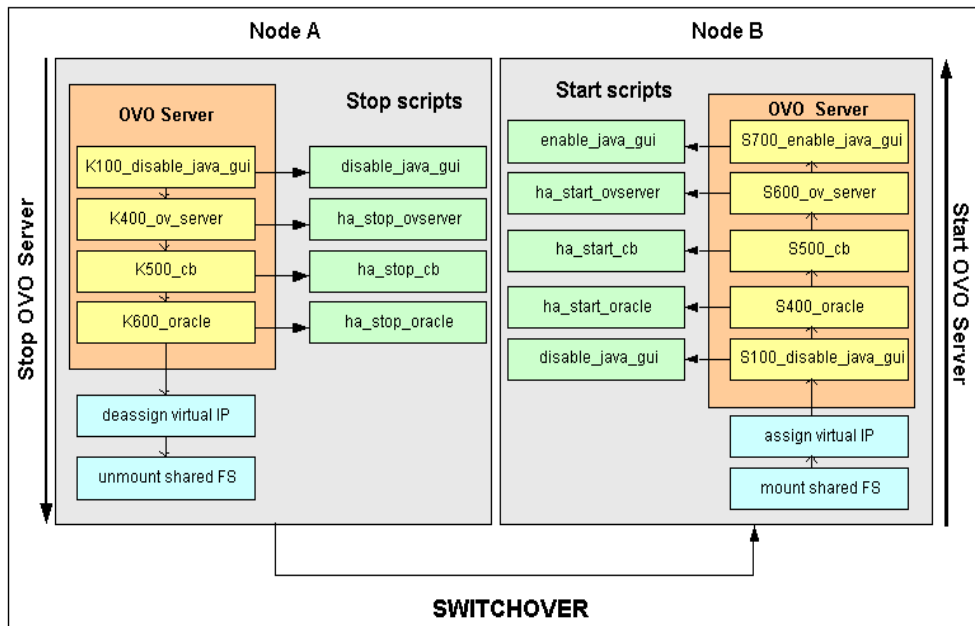 Node A
Node B
Stop OVO Server
OVO Server
Stop scripts
K100_disable_java_gui
disable_java_gui
K400_ov_server
ha_stop_ovserver
K500_cb
ha_stop_cb
K600_oracle
ha_stop_oracle
deassign virtual IP
unmount shared FS
Start scripts
OVO Server
enable_java_gui
S700_enable_java_gui
ha_start_ovserver
S600_ov_server
ha_start_cb
S500_cb
ha_start_oracle
S400_oracle
disable_java_gui
S100_disable_java_gui
assign virtual IP
mount shared FS
Start OVO Server
SWITCHOVER